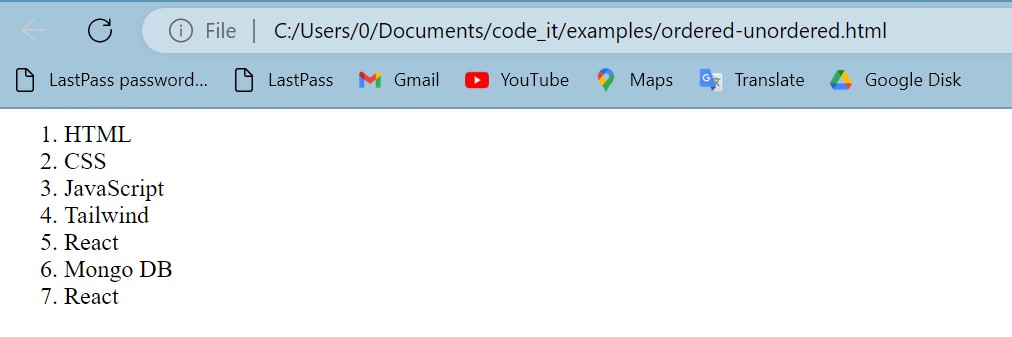 File | C:/Users/0/Documents/code_it/examples/ordered-unordered.html
LastPass password... LastPass Gmail YouTube Maps Translate Google Disk
1. HTML
2. CSS
3. JavaScript
4. Tailwind
5. React
6. Mongo DB
7. React